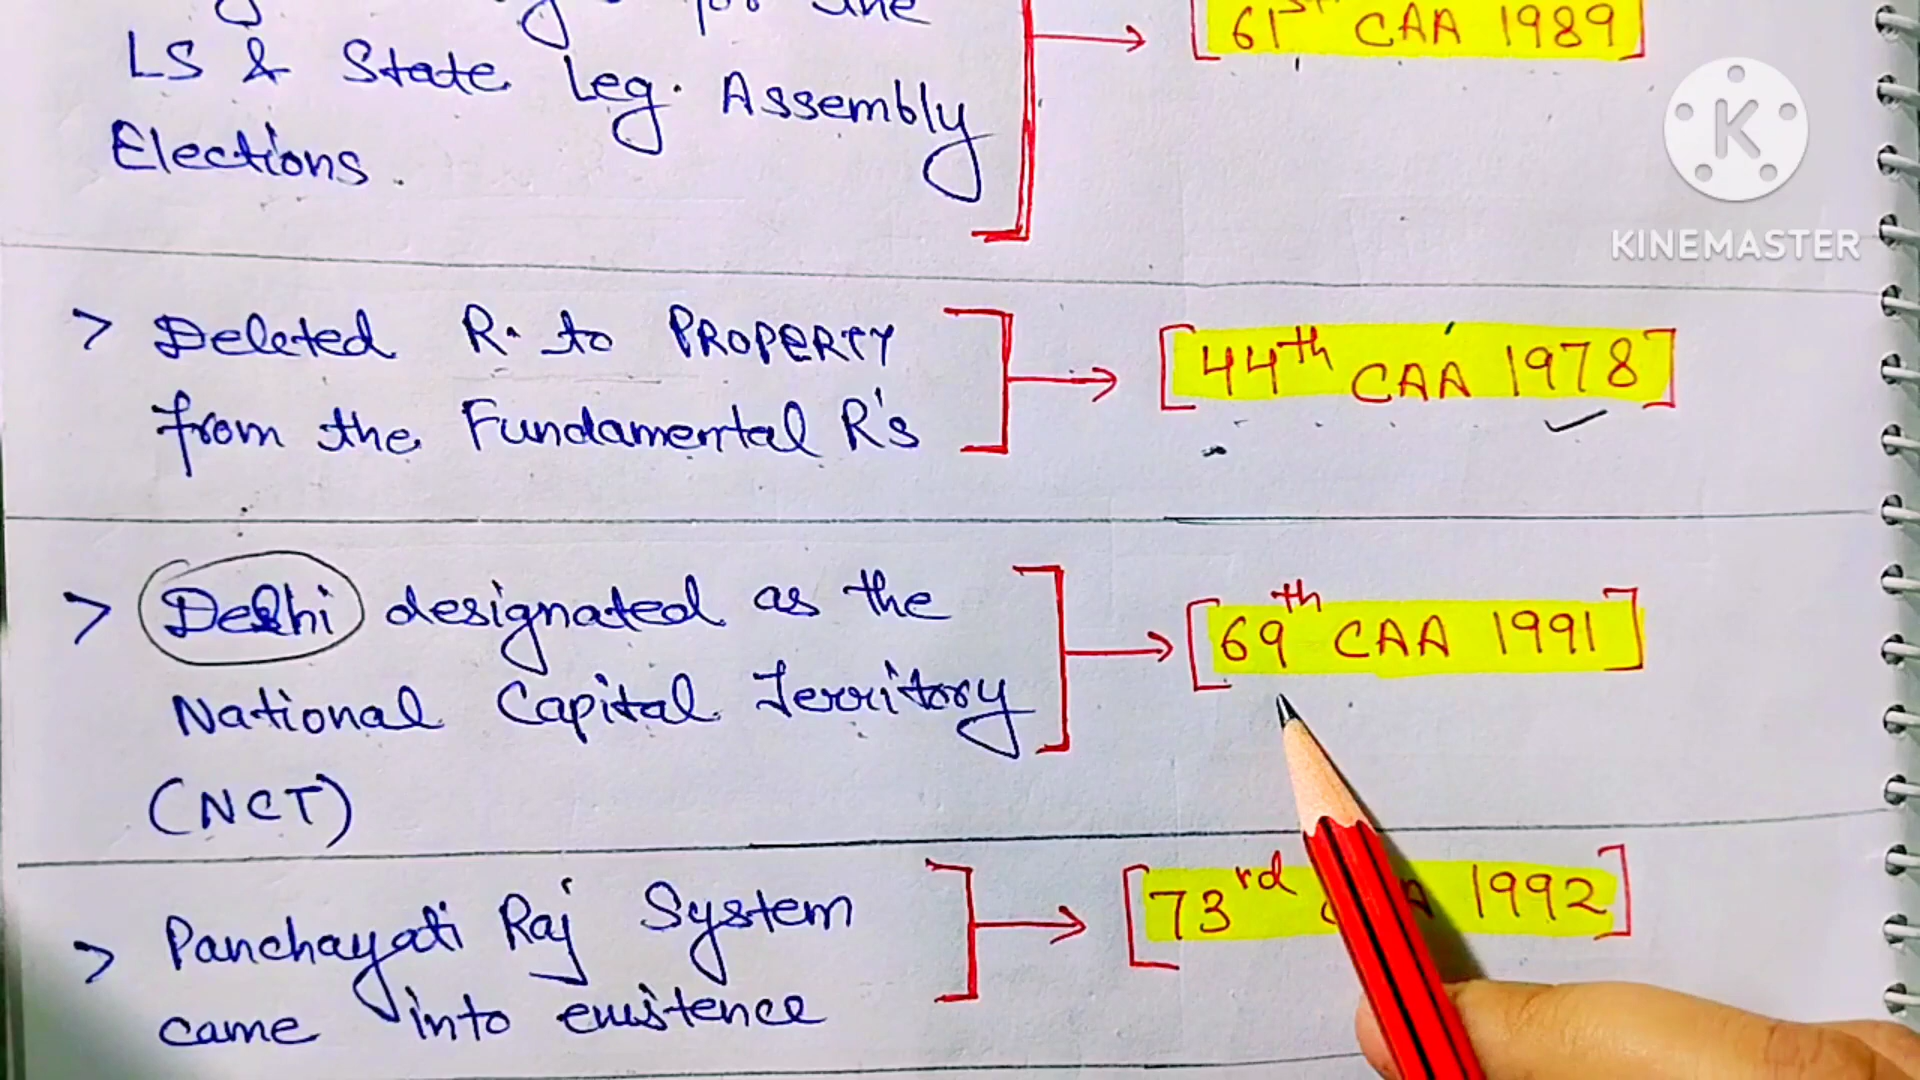 the
LS & State Leg. Assembly
Elections.
[61st CAA 1989]
K
KINEMASTER
> Deleted R. to PROPERTY
from the Fundamental R's
[44th CAA 1978]
> Delhi designated as the
National Capital Territory
(NCT)
[69th CAA 1991]
> Panchayati Raj System
came into existence
[73rd 1992]